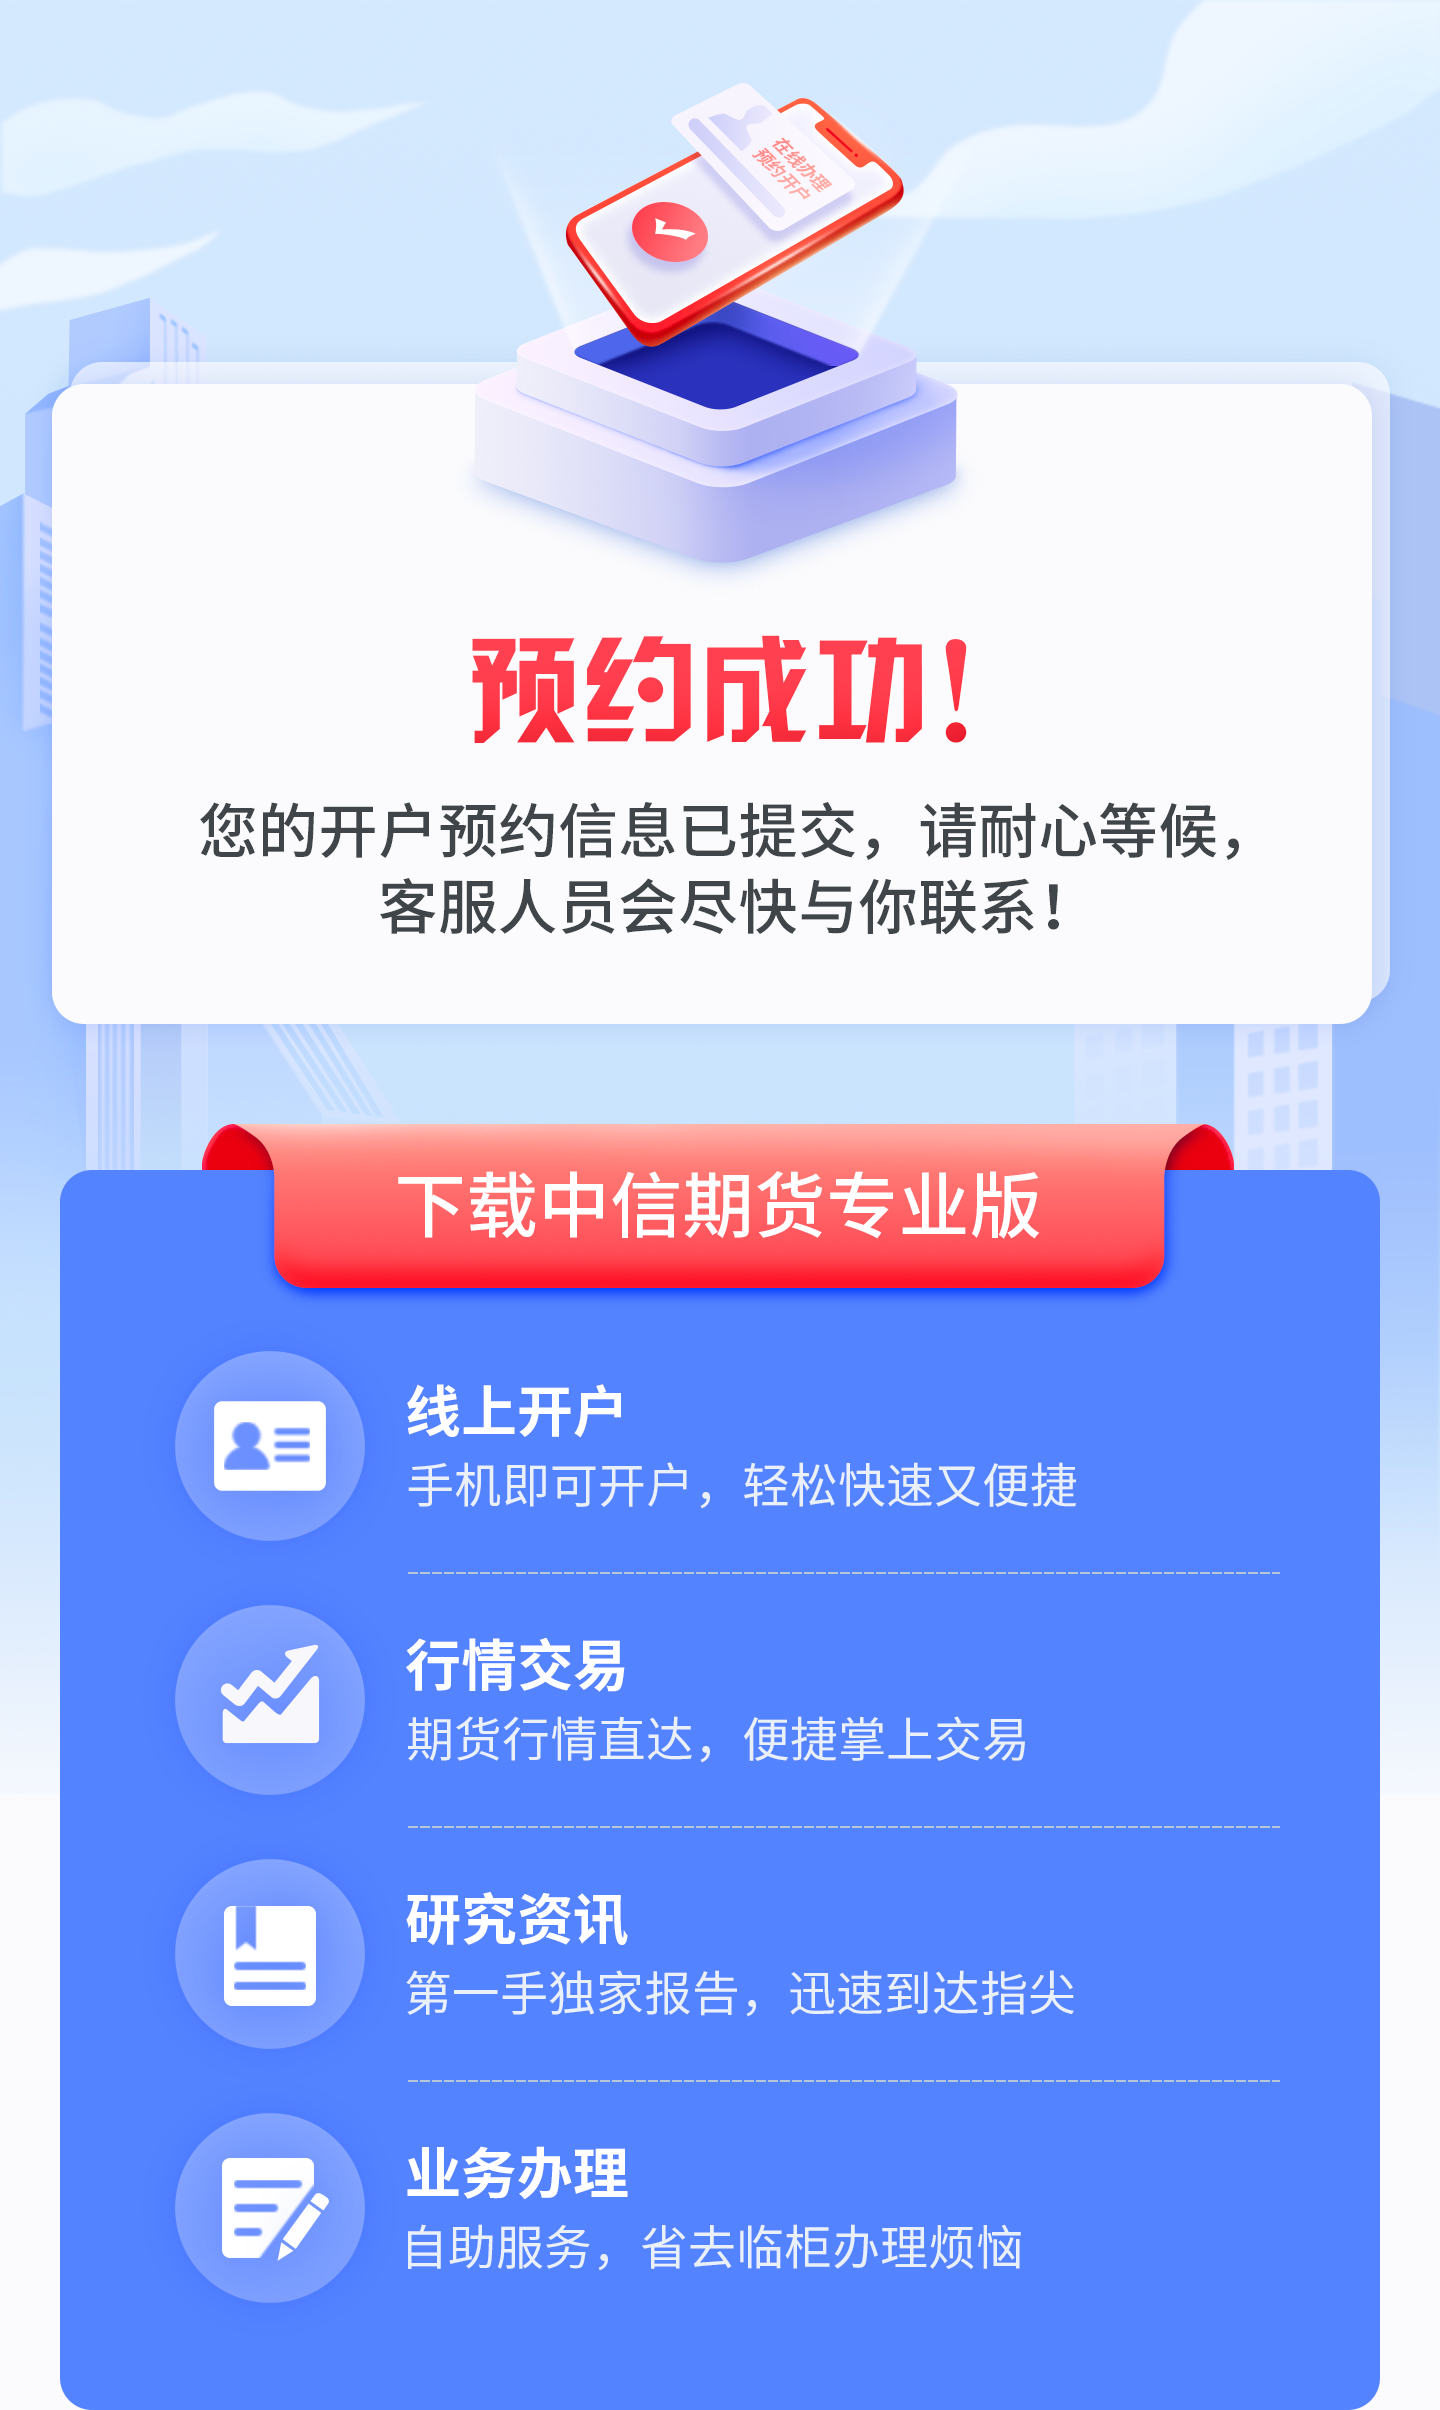 在线办理
预约开户
预约成功！
您的开户预约信息已提交，请耐心等候，
客服人员会尽快与你联系！
下载中信期货专业版
线上开户
手机即可开户，轻松快速又便捷
行情交易
期货行情直达，便捷掌上交易
研究资讯
第一手独家报告，迅速到达指尖
业务办理
自助服务，省去临柜办理烦恼